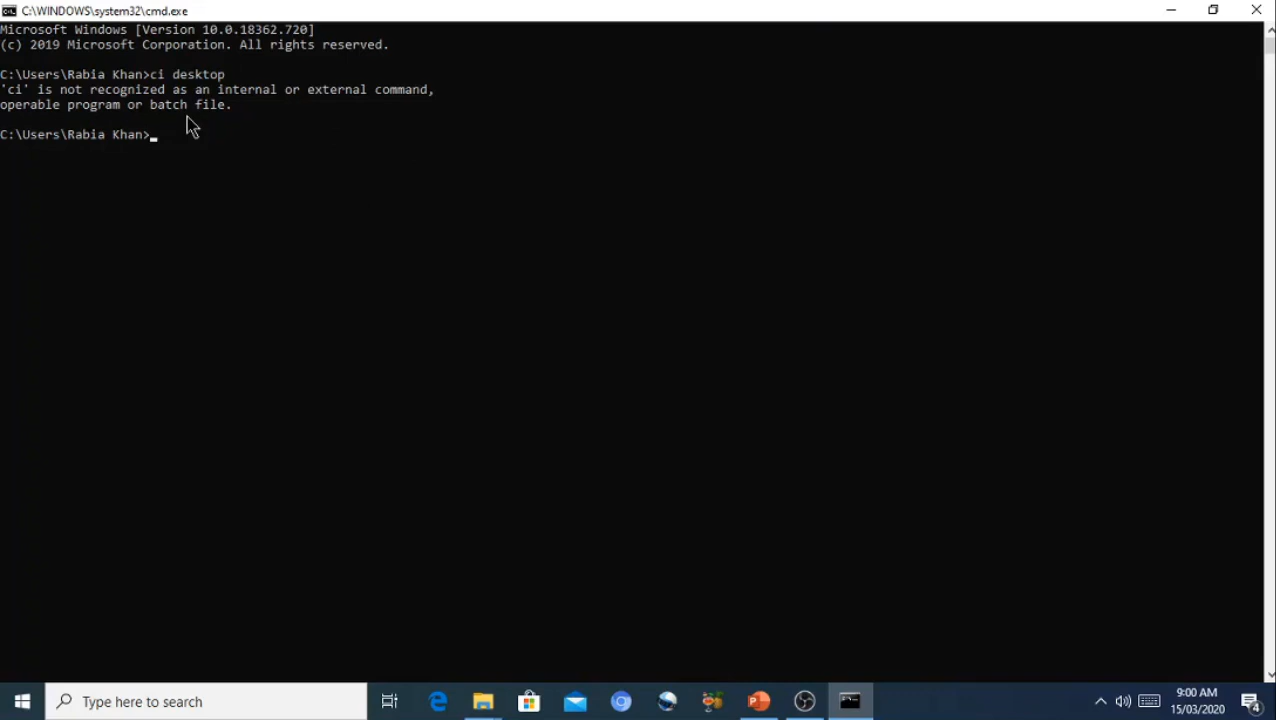 C:\WINDOWS\system32\cmd.exe
Microsoft Windows [Version 10.0.18362.720]
(c) 2019 Microsoft Corporation. All rights reserved.
C:\Users\Rabia Khan>ci desktop
'ci' is not recognized as an internal or external command,
operable program or batch file.
C:\Users\Rabia Khan>
Type here to search
9:00 AM
15/03/2020
4